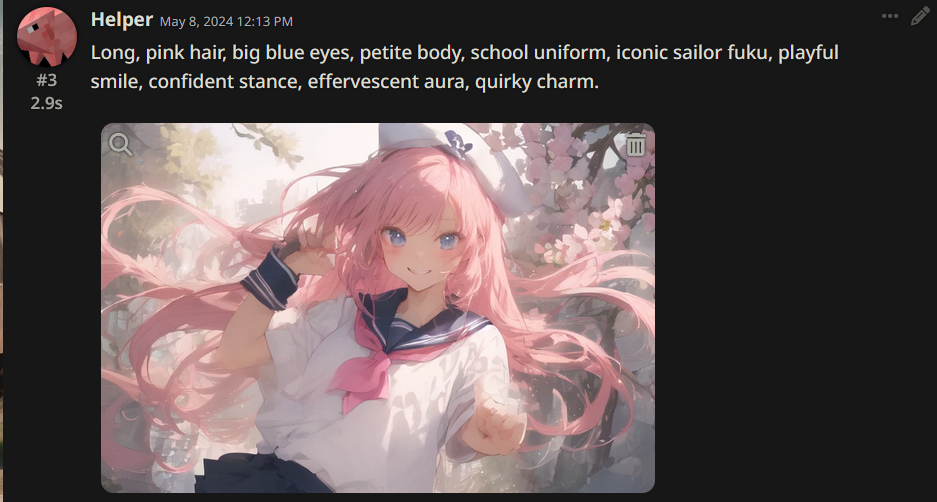 Helper May 8, 2024 12:13 PM
Long, pink hair, big blue eyes, petite body, school uniform, iconic sailor fuku, playful
smile, confident stance, effervescent aura, quirky charm.
#3
2.9s